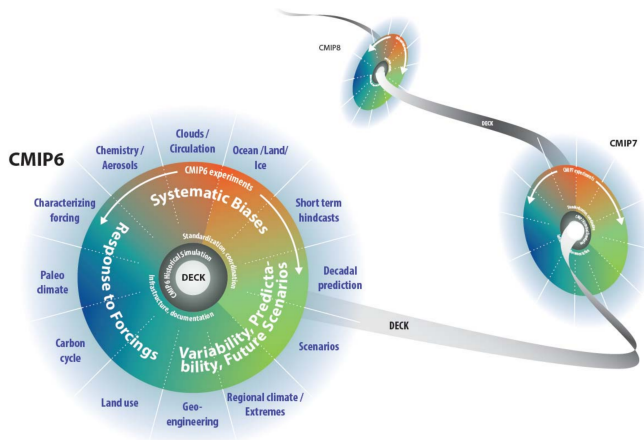 CMIP8
DECK
CMIP7
CMIP6 experiments
CMIP6
Clouds /
Circulation
Chemistry /
Aerosols
Ocean /Land/
Ice
Characterizing
forcing
Short term
hindcasts
Paleo
climate
Decadal
prediction
Carbon
cycle
Scenarios
Land use
Geo-
engineering
Regional climate /
Extremes
CMIP6 experiments
Systematic Biases
Response to Forcings
Variability, Predicta-
bility, Future Scenarios
Standardization, coordination
Infrastructure, documentation
CMIP6 Historical Simulation
DECK
DECK